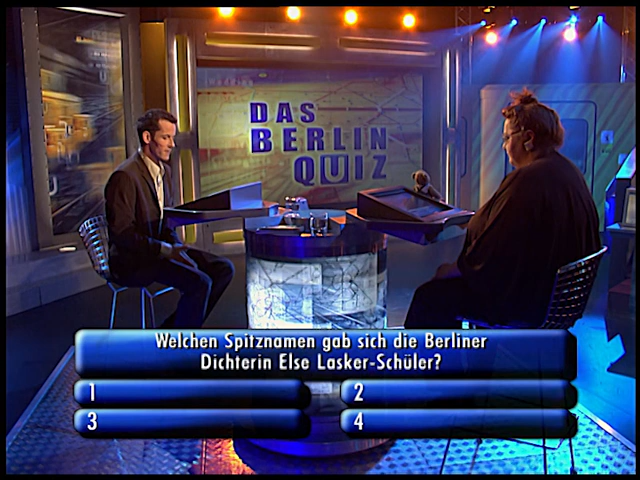 DAS
BERLIN
QUIZ
Welchen Spitznamen gab sich die Berliner
Dichterin Else Lasker-Schüler?
1
2
3
4